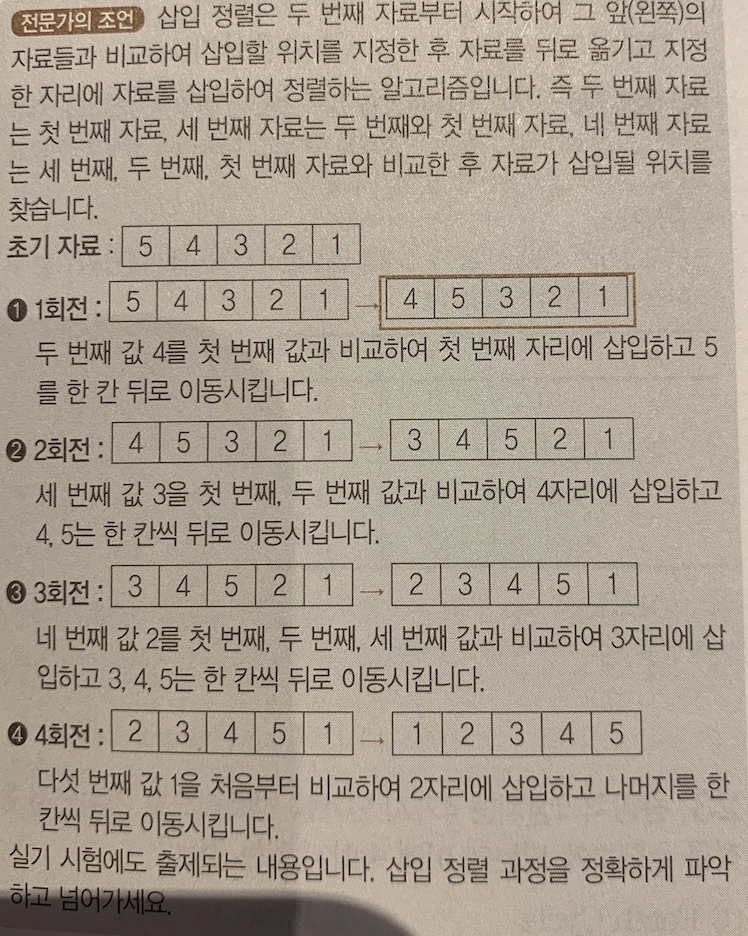 전문가의 조언 삽입 정렬은 두 번째 자료부터 시작하여 그 앞(왼쪽)의
자료들과 비교하여 삽입할 위치를 지정한 후 자료를 뒤로 옮기고 지정
한 자리에 자료를 삽입하여 정렬하는 알고리즘입니다. 즉 두 번째 자료
는 첫 번째 자료, 세 번째 자료는 두 번째와 첫 번째 자료, 네 번째 자료
는 세 번째, 두 번째, 첫 번째 자료와 비교한 후 자료가 삽입될 위치를
찾습니다.
초기 자료 : 5 4 3 2 1
❶ 1회전 : 5 4 3 2 1 → 4 5 3 2 1
두 번째 값 4를 첫 번째 값과 비교하여 첫 번째 자리에 삽입하고 5
를 한 칸 뒤로 이동시킵니다.
❷ 2회전 : 4 5 3 2 1 → 3 4 5 2 1
세 번째 값 3을 첫 번째, 두 번째 값과 비교하여 4자리에 삽입하고
4, 5는 한 칸씩 뒤로 이동시킵니다.
❸ 3회전 : 3 4 5 2 1 → 2 3 4 5 1
네 번째 값 2를 첫 번째, 두 번째, 세 번째 값과 비교하여 3자리에 삽
입하고 3, 4, 5는 한 칸씩 뒤로 이동시킵니다.
❹ 4회전 : 2 3 4 5 1 → 1 2 3 4 5
다섯 번째 값 1을 처음부터 비교하여 2자리에 삽입하고 나머지를 한
칸씩 뒤로 이동시킵니다.
실기 시험에도 출제되는 내용입니다. 삽입 정렬 과정을 정확하게 파악
하고 넘어가세요.